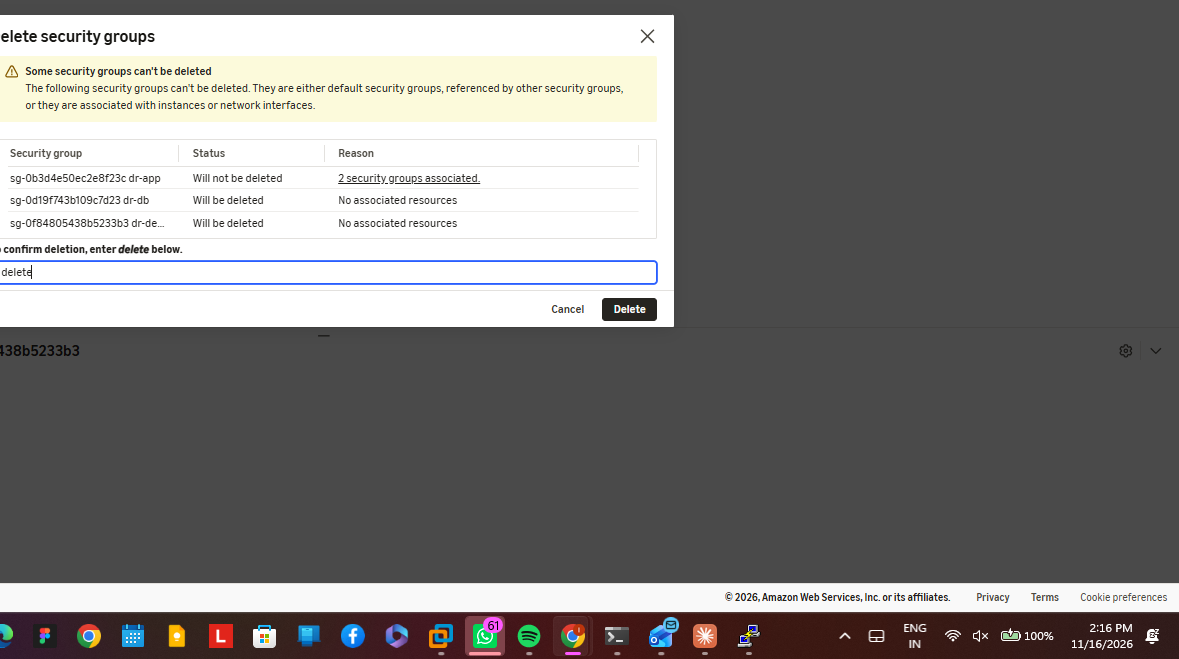 elete security groups
Some security groups can't be deleted
The following security groups can't be deleted. They are either default security groups, referenced by other security groups,
or they are associated with instances or network interfaces.
Security group Status Reason
sg-0b3d4e50ec2e8f23c dr-app Will not be deleted 2 security groups associated.
sg-0d19f743b109c7d23 dr-db Will be deleted No associated resources
sg-0f84805438b5233b3 dr-de... Will be deleted No associated resources
confirm deletion, enter delete below.
delete
Cancel Delete
438b5233b3
© 2026, Amazon Web Services, Inc. or its affiliates. Privacy Terms Cookie preferences
L
61
ENG
IN
100%
2:16 PM
11/16/2026